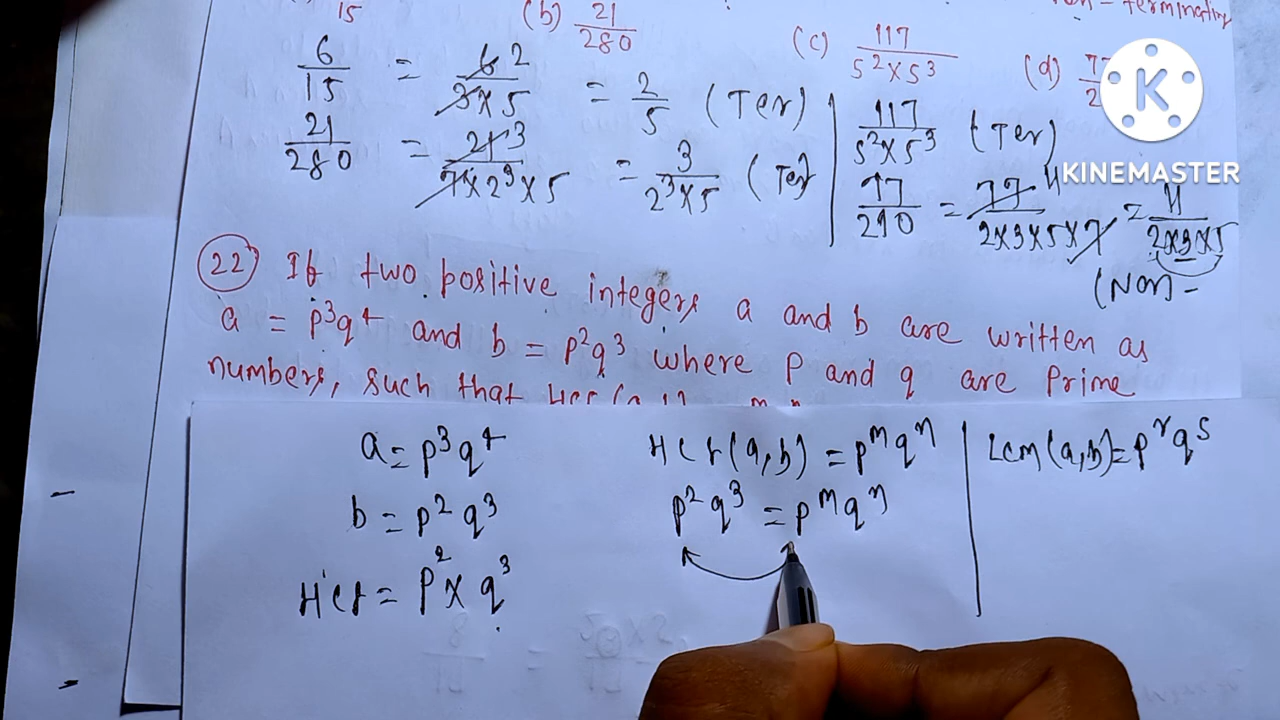 15
(b) 21/280
(c) 117/5²×5³
(d)
6/15 = 6 2/3×5 = 2/5 (Ter)
21/280 = 21 3/7×2³×5 = 3/2³×5 (Ter)
117/5²×5³ (Ter)
77/210 = 77 11/2×3×5×7 = 11/2×3×5
(Non-
K
KINEMASTER
(22) If two positive integers a and b are written as
a = p³q⁴ and b = p²q³ where p and q are prime
numbers, such that HCF
a = p³q⁴
b = p²q³
HCF = p² × q³
HCF(a,b) = pᵐqⁿ
p²q³ = pᵐqⁿ
LCM(a,b) = pʳqˢ